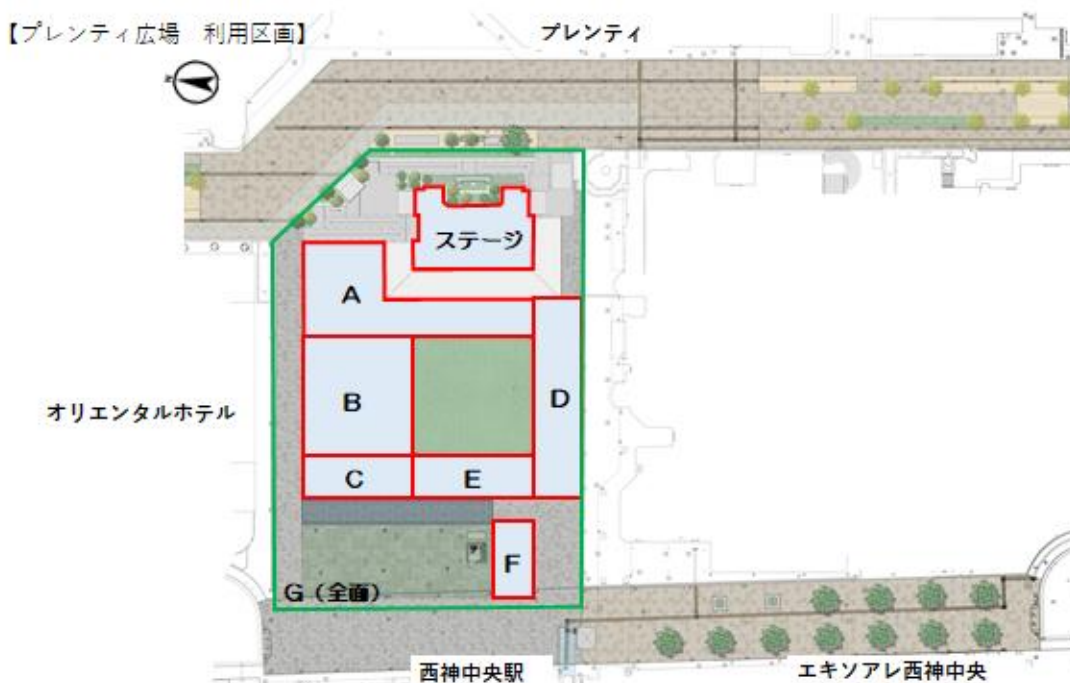 【プレンティ広場　利用区画】
プレンティ
ステージ
A
オリエンタルホテル
B
D
C
E
F
G（全面）
西神中央駅
エキソアレ西神中央